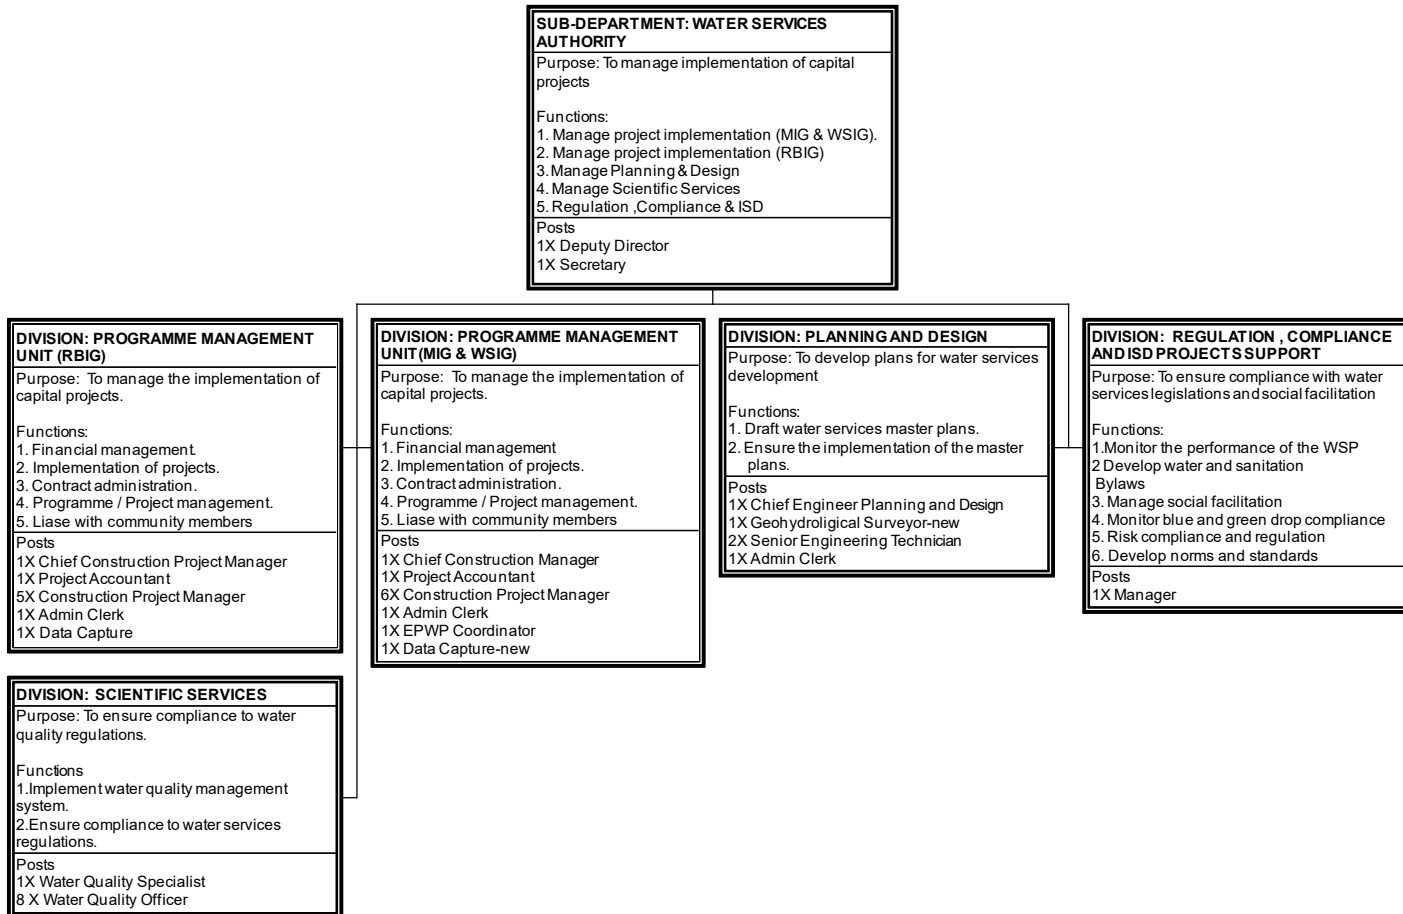 SUB-DEPARTMENT: WATER SERVICES
AUTHORITY
Purpose: To manage implementation of capital
projects
Functions:
1. Manage project implementation (MIG & WSIG).
2. Manage project implementation (RBIG)
3. Manage Planning & Design
4. Manage Scientific Services
5. Regulation ,Compliance & ISD
Posts
1X Deputy Director
1X Secretary
DIVISION: PROGRAMME MANAGEMENT
UNIT (RBIG)
Purpose: To manage the implementation of
capital projects.
Functions:
1. Financial management.
2. Implementation of projects.
3. Contract administration.
4. Programme / Project management.
5. Liase with community members
Posts
1X Chief Construction Project Manager
1X Project Accountant
5X Construction Project Manager
1X Admin Clerk
1X Data Capture
DIVISION: PROGRAMME MANAGEMENT
UNIT(MIG & WSIG)
Purpose: To manage the implementation of
capital projects.
Functions:
1. Financial management
2. Implementation of projects.
3. Contract administration.
4. Programme / Project management.
5. Liase with community members
Posts
1X Chief Construction Manager
1X Project Accountant
6X Construction Project Manager
1X Admin Clerk
1X EPWP Coordinator
1X Data Capture-new
DIVISION: PLANNING AND DESIGN
Purpose: To develop plans for water services
development
Functions:
1. Draft water services master plans.
2. Ensure the implementation of the master
plans.
Posts
1X Chief Engineer Planning and Design
1X Geohydroligical Surveyor-new
2X Senior Engineering Technician
1X Admin Clerk
DIVISION: REGULATION , COMPLIANCE
AND ISD PROJECTS SUPPORT
Purpose: To ensure compliance with water
services legislations and social facilitation
Functions:
1.Monitor the performance of the WSP
2 Develop water and sanitation
Bylaws
3. Manage social facilitation
4. Monitor blue and green drop compliance
5. Risk compliance and regulation
6. Develop norms and standards
Posts
1X Manager
DIVISION: SCIENTIFIC SERVICES
Purpose: To ensure compliance to water
quality regulations.
Functions
1.Implement water quality management
system.
2.Ensure compliance to water services
regulations.
Posts
1X Water Quality Specialist
8 X Water Quality Officer